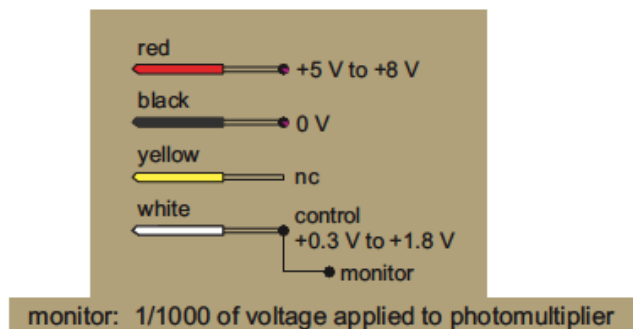 red
+5 V to +8 V
black
0 V
yellow
nc
white
control
+0.3 V to +1.8 V
monitor
monitor: 1/1000 of voltage applied to photomultiplier